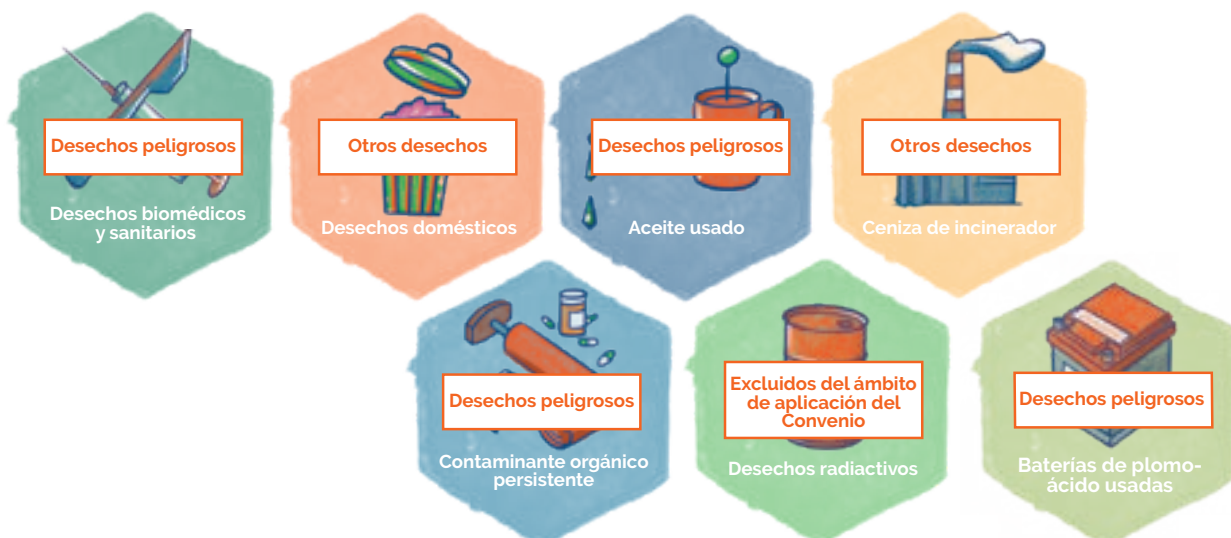 Desechos peligrosos
Desechos biomédicos
y sanitarios
Otros desechos
Desechos domésticos
Desechos peligrosos
Aceite usado
Otros desechos
Ceniza de incinerador
Desechos peligrosos
Contaminante orgánico
persistente
Excluidos del ámbito
de aplicación del
Convenio
Desechos radiactivos
Desechos peligrosos
Baterías de plomo-
ácido usadas